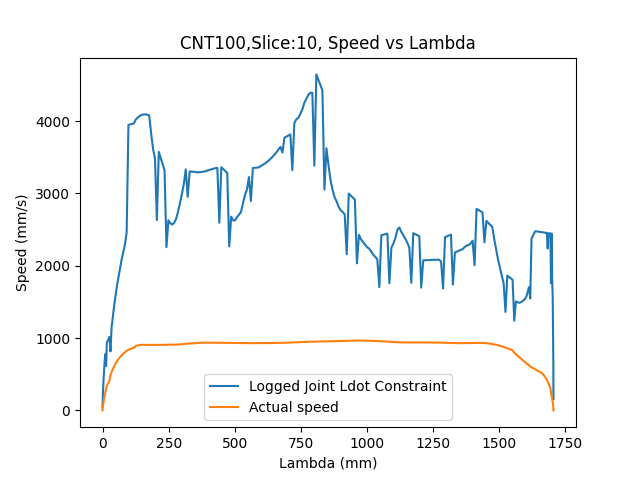 CNT100,Slice:10, Speed vs Lambda
Speed (mm/s)
4000
3000
2000
1000
0
Logged Joint Ldot Constraint
Actual speed
0 250 500 750 1000 1250 1500 1750
Lambda (mm)